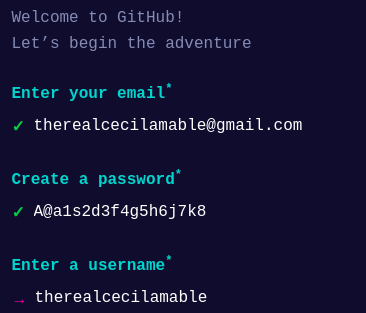 Welcome to GitHub!
Let’s begin the adventure
Enter your email*
✓ therealcecilamable@gmail.com
Create a password*
✓ A@a1s2d3f4g5h6j7k8
Enter a username*
→ therealcecilamable